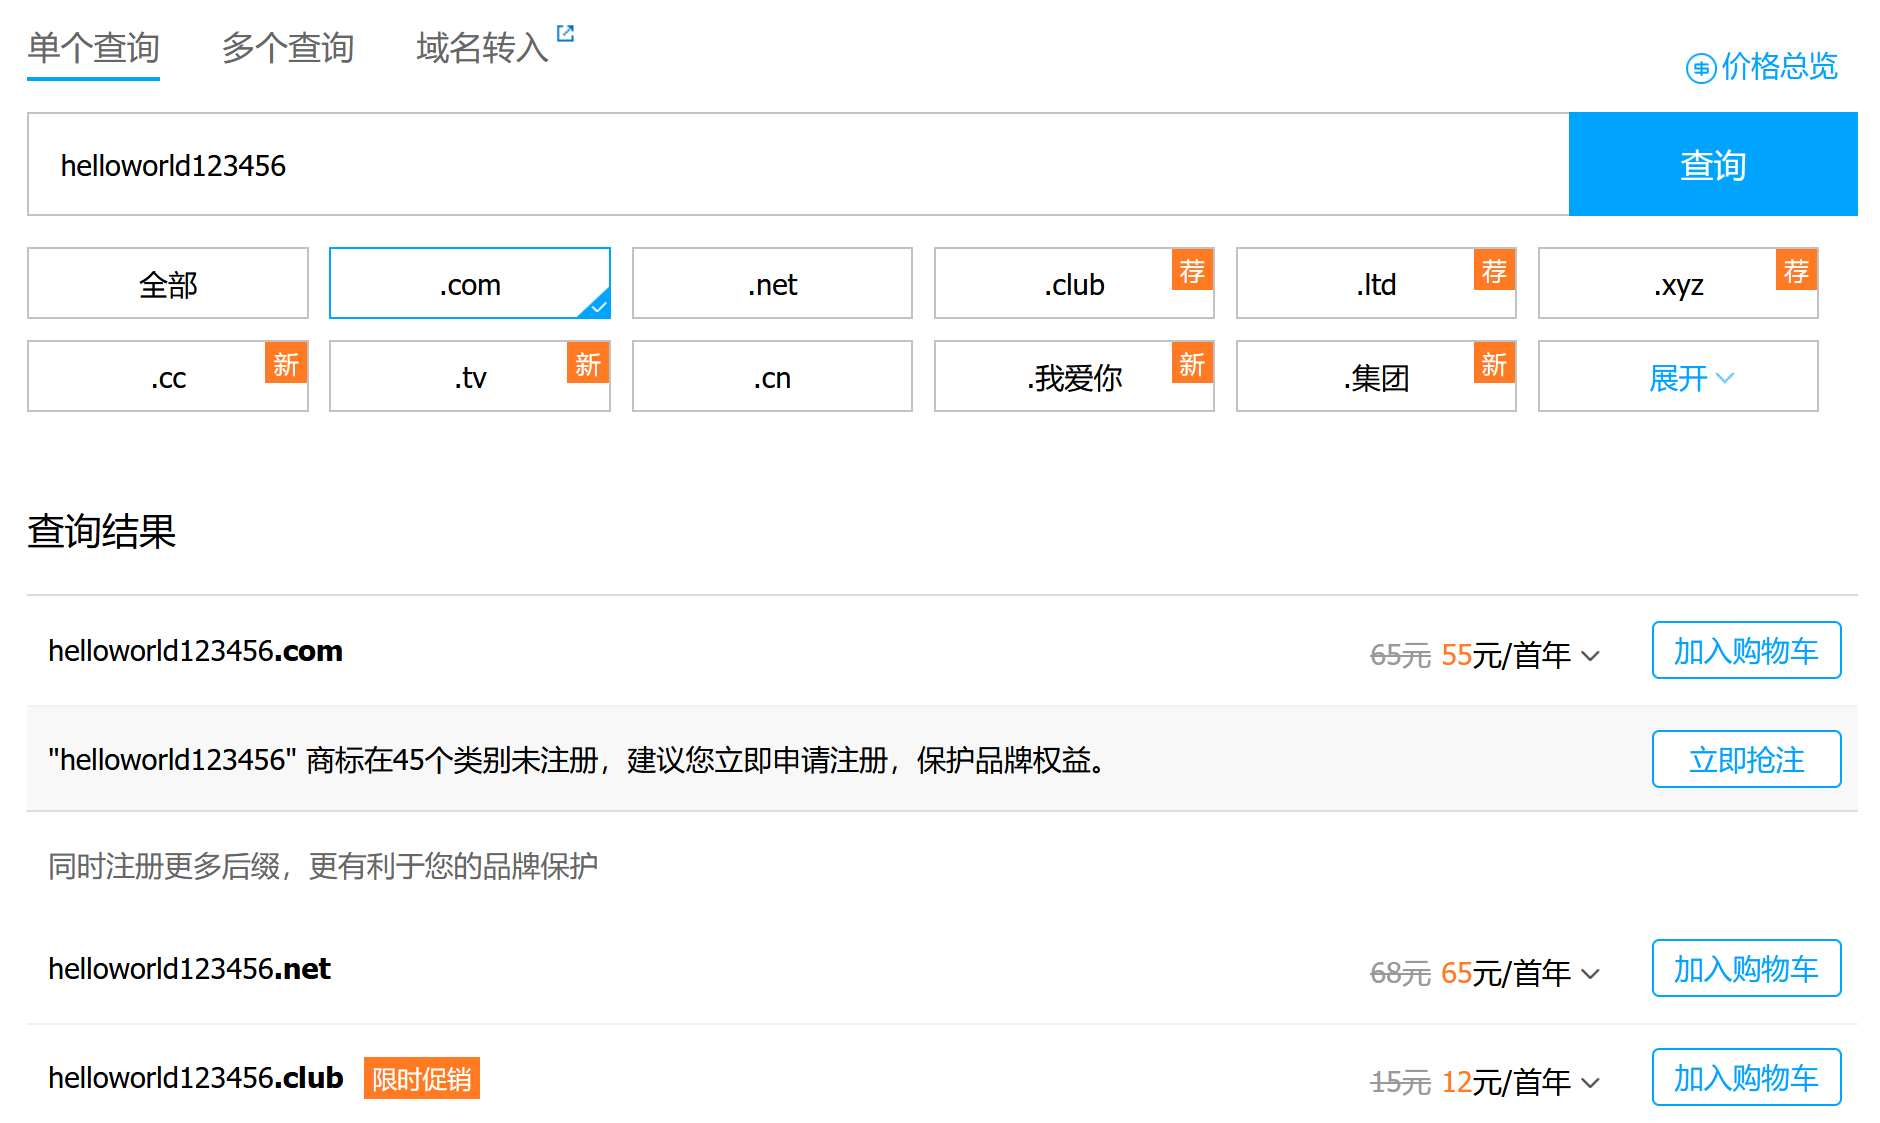 单个查询 多个查询 域名转入
价格总览
helloworld123456 查询
全部 .com .net .club 荐 .ltd 荐 .xyz 荐
.cc 新 .tv 新 .cn .我爱你 新 .集团 新 展开
查询结果
helloworld123456.com 65元 55元/首年 加入购物车
"helloworld123456" 商标在45个类别未注册，建议您立即申请注册，保护品牌权益。 立即抢注
同时注册更多后缀，更有利于您的品牌保护
helloworld123456.net 68元 65元/首年 加入购物车
helloworld123456.club 限时促销 15元 12元/首年 加入购物车